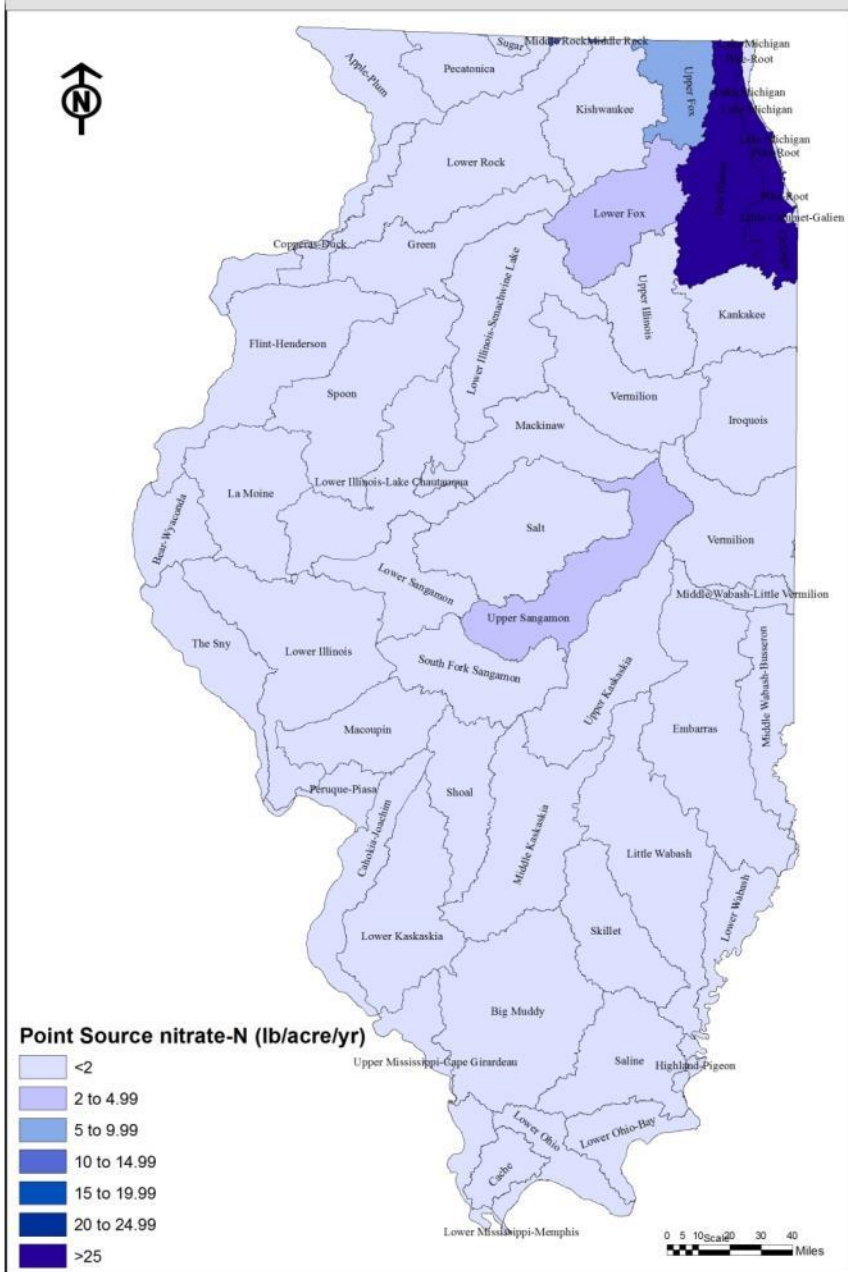 N
Sugar
Middle Rock
Middle Rock
Lake Michigan
Pike-Root
Apple-Plum
Pecatonica
Upper Fox
Kishwaukee
Lake Michigan
Lake Michigan
Lake Michigan
Pike-Root
Lower Rock
Des Plaines
Pike-Root
Lower Fox
Little Calumet-Galien
Chicago
Copperas-Duck
Green
Lower Illinois-Senachwine Lake
Upper Illinois
Kankakee
Flint-Henderson
Spoon
Vermilion
Iroquois
Mackinaw
Lower Illinois-Lake Chautauqua
La Moine
Bear-Wyaconda
Salt
Vermilion
Lower Sangamon
Middle Wabash-Little Vermilion
Upper Sangamon
The Sny
Lower Illinois
South Fork Sangamon
Upper Kaskaskia
Middle Wabash-Busseron
Macoupin
Embarras
Peruque-Piasa
Shoal
Cahokia-Joachim
Middle Kaskaskia
Little Wabash
Lower Wabash
Lower Kaskaskia
Skillet
Big Muddy
Point Source nitrate-N (lb/acre/yr)
<2
2 to 4.99
5 to 9.99
10 to 14.99
15 to 19.99
20 to 24.99
>25
Upper Mississippi-Cape Girardeau
Saline
Highland-Pigeon
Lower Ohio
Lower Ohio-Bay
Cache
Lower Mississippi-Memphis
Scale
0 5 10 20 30 40
Miles